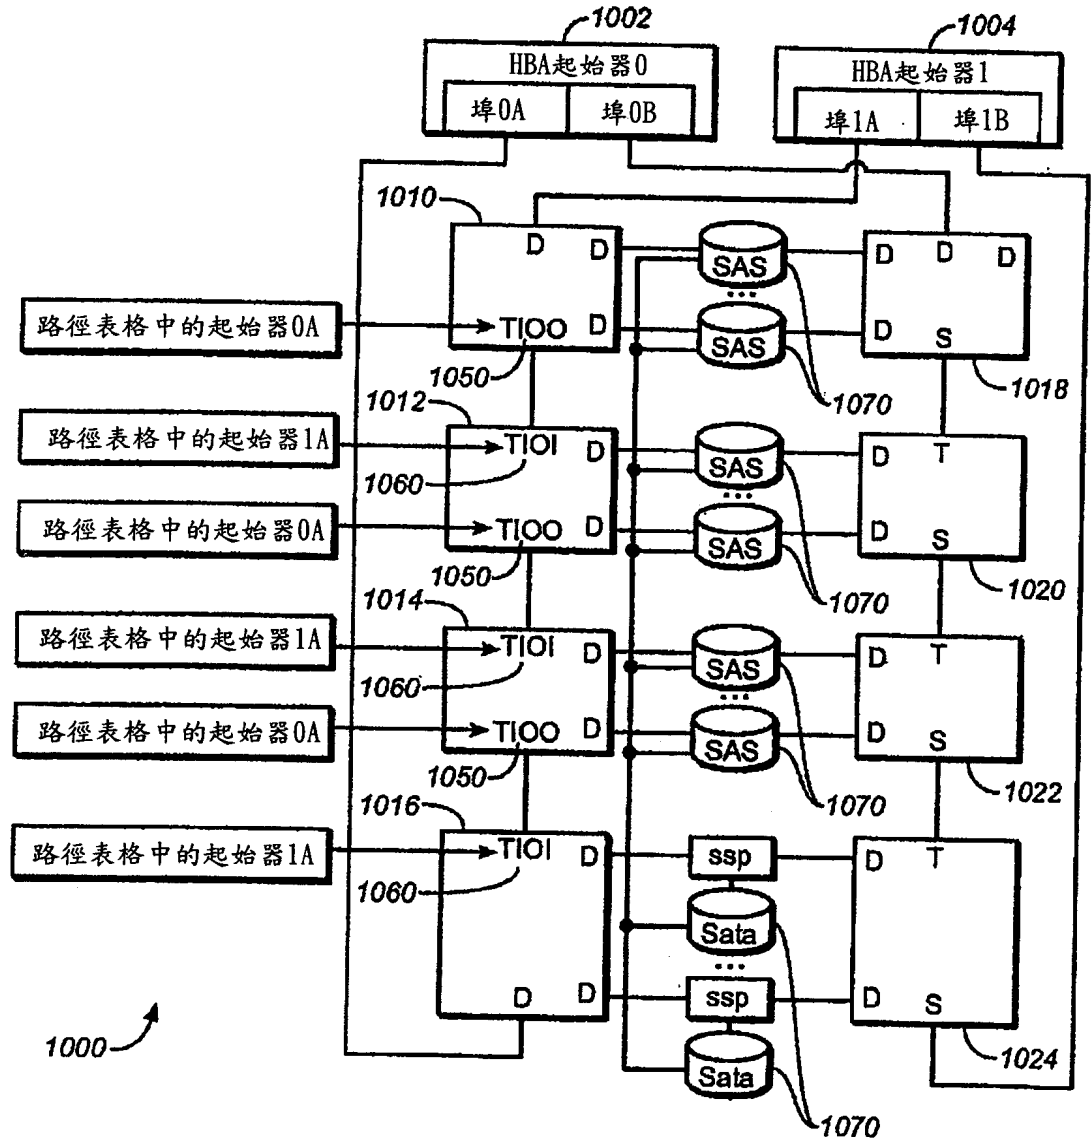 1002
1004
HBA起始器0
HBA起始器1
埠0A
埠0B
埠1A
埠1B
1010
D
D
SAS
D
D
D
路徑表格中的起始器0A
TIOO
D
SAS
D
S
1050
1070
1018
1012
路徑表格中的起始器1A
TIOI
D
SAS
D
T
1060
路徑表格中的起始器0A
TIOO
D
SAS
D
S
1050
1070
1020
1014
路徑表格中的起始器1A
TIOI
D
SAS
D
T
1060
路徑表格中的起始器0A
TIOO
D
SAS
D
S
1050
1070
1022
1016
路徑表格中的起始器1A
TIOI
D
ssp
D
T
1060
Sata
D
D
ssp
D
S
1000
Sata
1024
1070